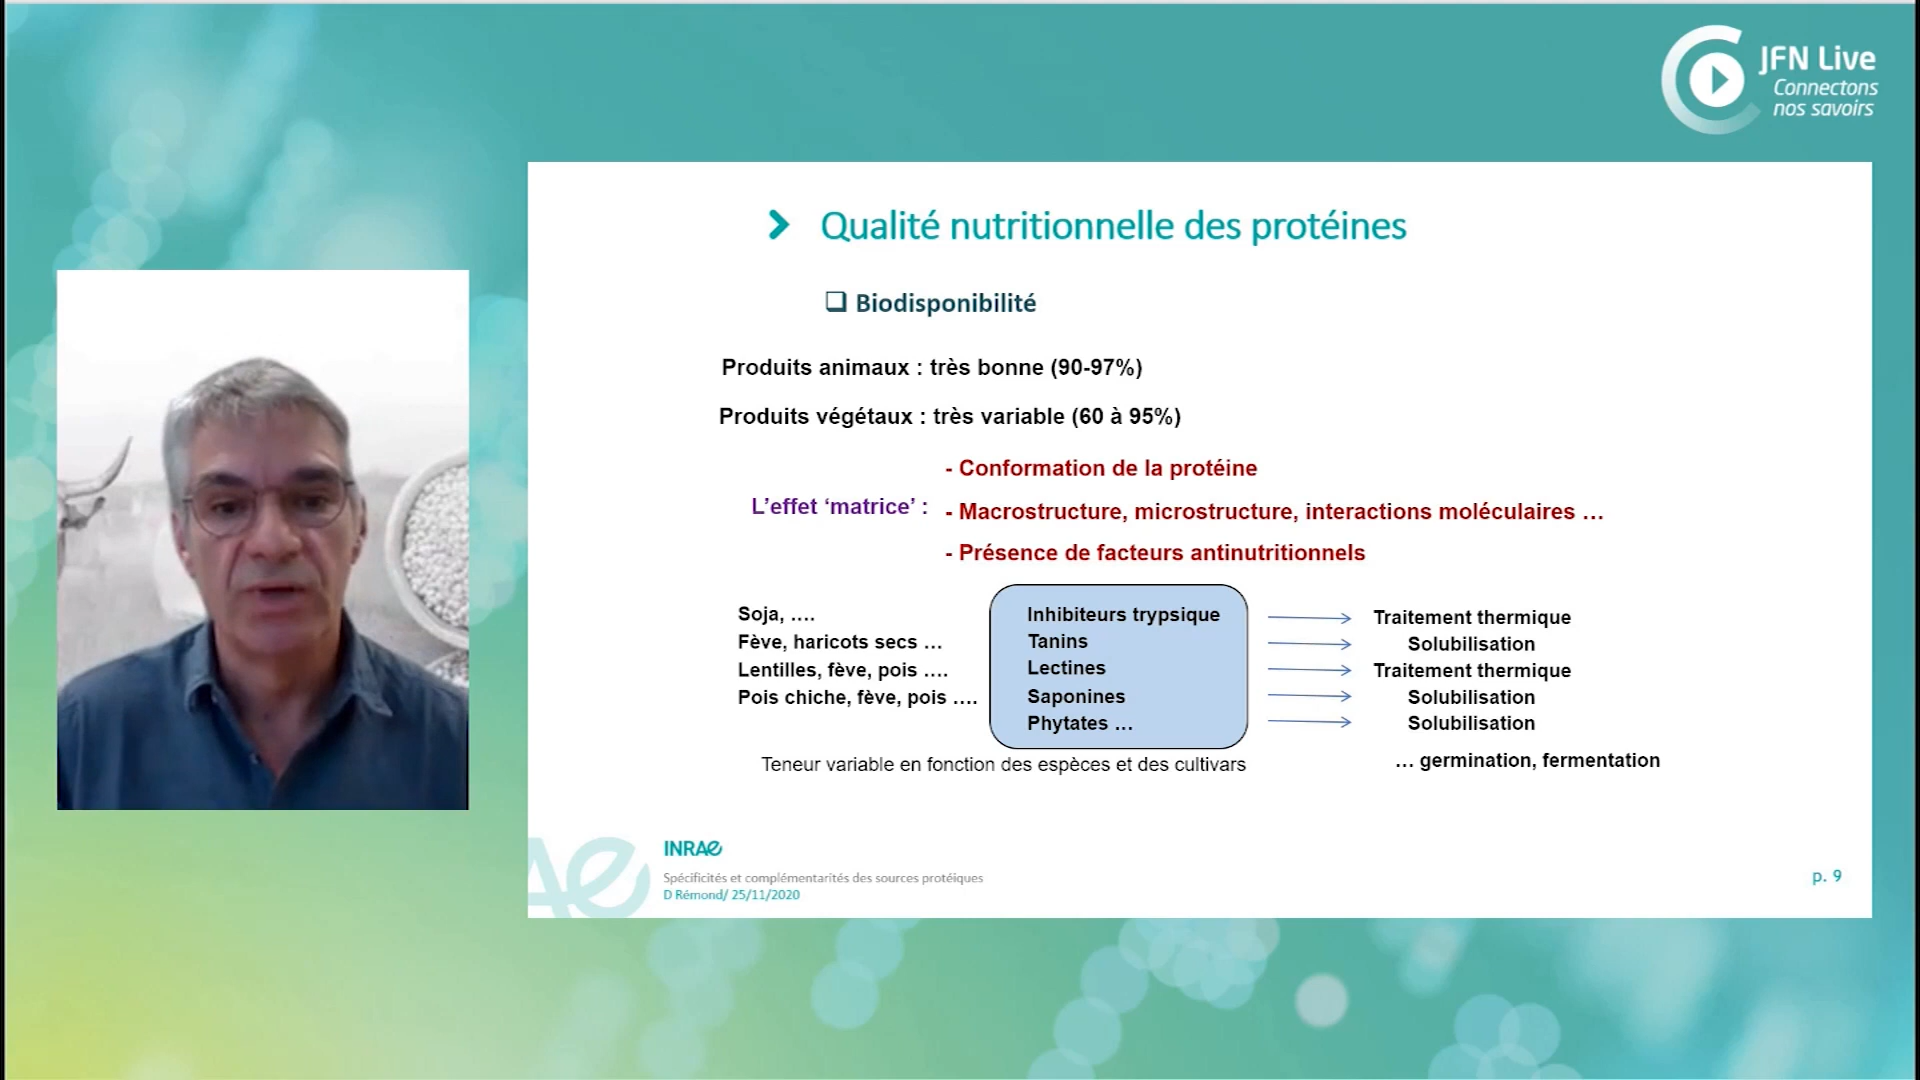 JFN Live
Connectons
nos savoirs
Qualité nutritionnelle des protéines
Biodisponibilité
Produits animaux : très bonne (90-97%)
Produits végétaux : très variable (60 à 95%)
L'effet ‘matrice’ :
- Conformation de la protéine
- Macrostructure, microstructure, interactions moléculaires ...
- Présence de facteurs antinutritionnels
Soja, .... Inhibiteurs trypsique Traitement thermique
Fève, haricots secs ... Tanins Solubilisation
Lentilles, fève, pois .... Lectines Traitement thermique
Pois chiche, fève, pois .... Saponines Solubilisation
Phytates ... Solubilisation
Teneur variable en fonction des espèces et des cultivars
... germination, fermentation
INRAE
Spécificités et complémentarités des sources protéiques
D Rémond/ 25/11/2020
p. 9